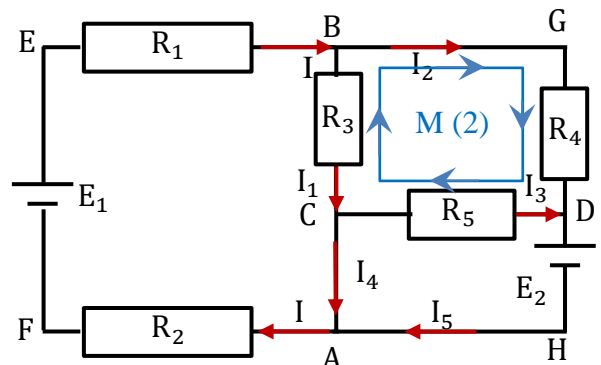 B
G
E
R₁
I
I₂
R₃
M (2)
R₄
I₁
I₃
E₁
C
R₅
D
I₄
E₂
F
R₂
I
I₅
A
H